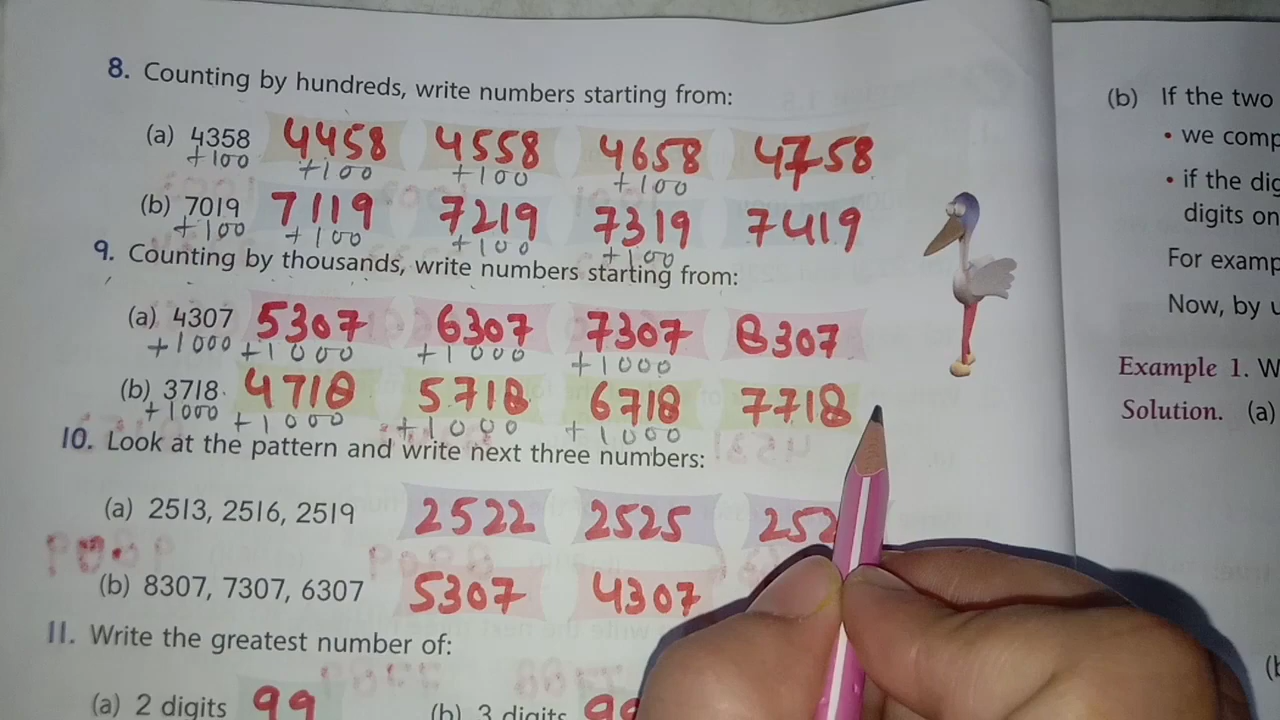 8. Counting by hundreds, write numbers starting from:
(a) 4358 4458 4558 4658 4758
+100 +100 +100 +100
(b) 7019 7119 7219 7319 7419
+100 +100 +100 +100
9. Counting by thousands, write numbers starting from:
(a) 4307 5307 6307 7307 8307
+1000 +1000 +1000 +1000
(b) 3718 4718 5718 6718 7718
+1000 +1000 +1000 +1000
10. Look at the pattern and write next three numbers:
(a) 2513, 2516, 2519 2522 2525 252
(b) 8307, 7307, 6307 5307 4307
11. Write the greatest number of:
(a) 2 digits 99 (b) 3 digits
(b) If the two
• we comp
• if the dig
digits on
For examp
Now, by u
Example 1. W
Solution. (a)